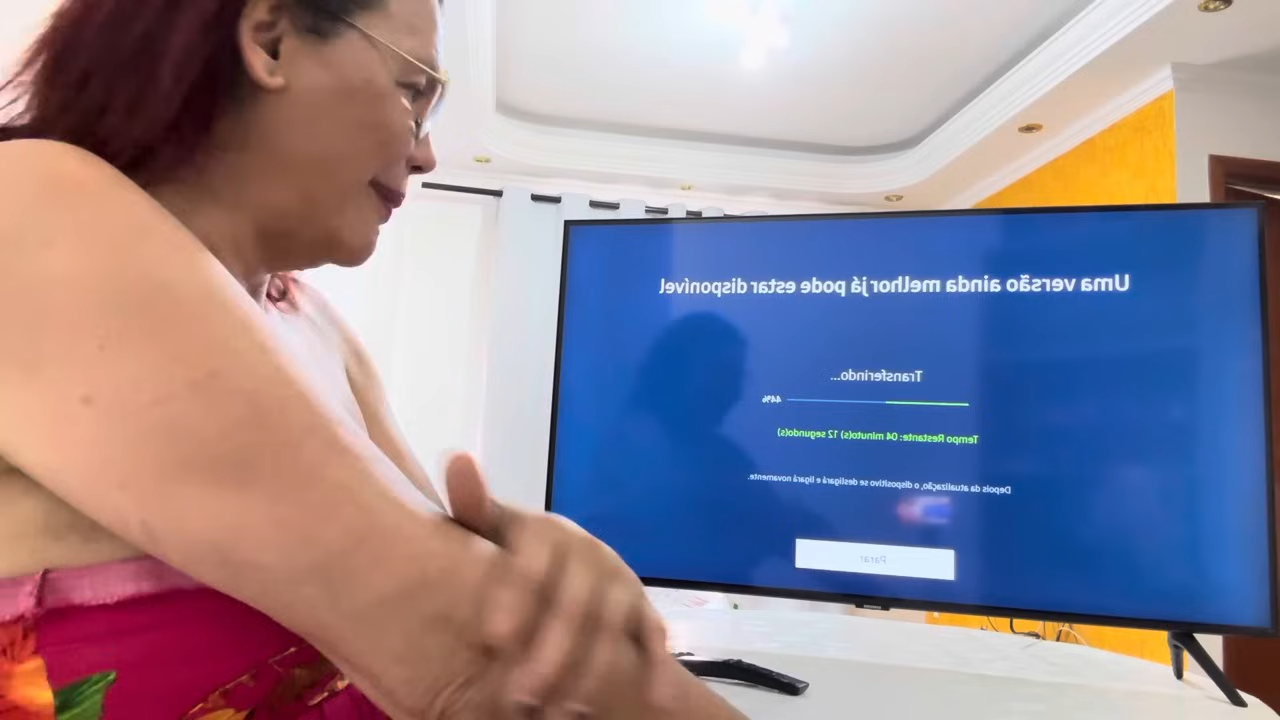 Uma versão ainda melhor já pode estar disponível
Transferindo...
44%
Tempo Restante: 04 minuto(s) 12 segundo(s)
Depois da atualização, o dispositivo se desligará e ligará novamente.
Parar